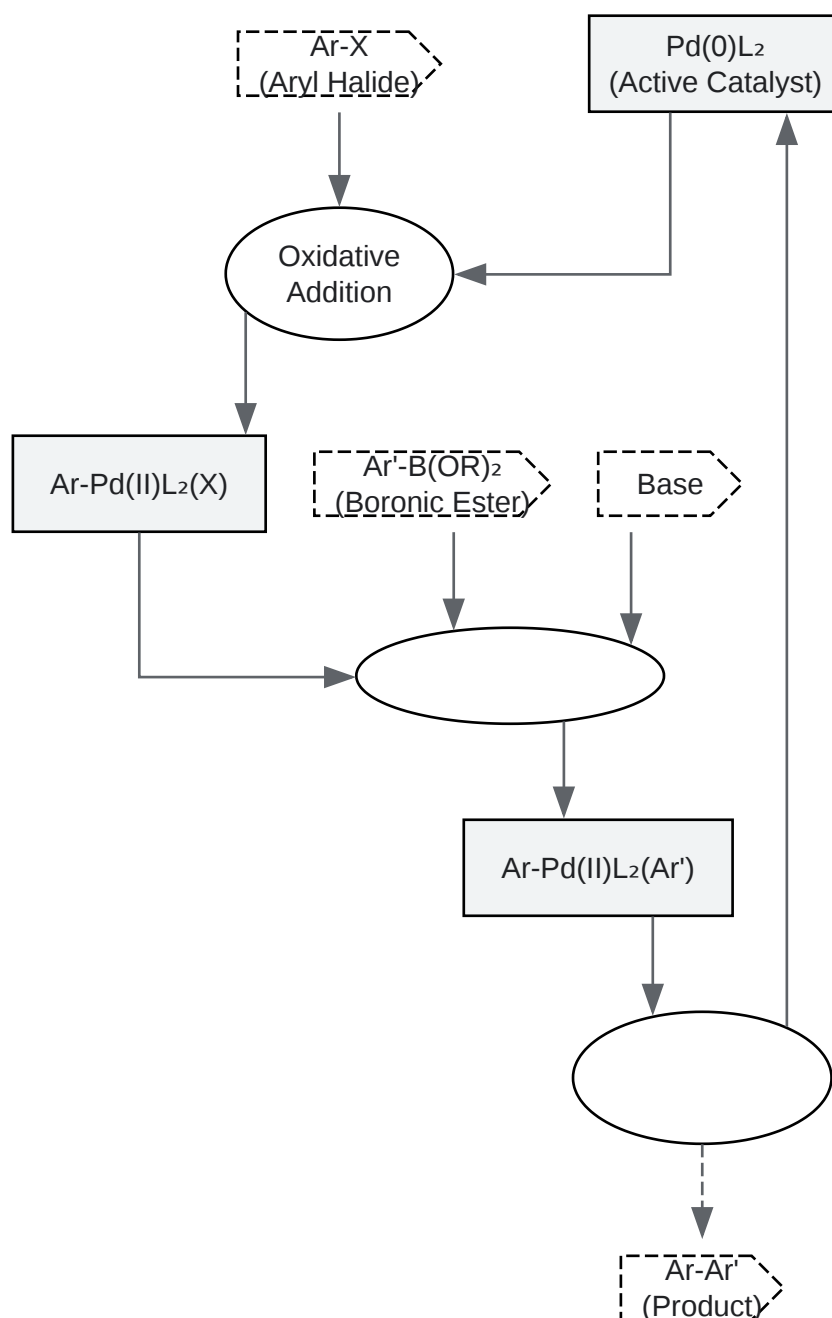 Ar-X
(Aryl Halide)
Pd(0)L₂
(Active Catalyst)
Oxidative
Addition
Ar-Pd(II)L₂(X)
Ar'-B(OR)₂
(Boronic Ester)
Base
Ar-Pd(II)L₂(Ar')
Ar-Ar'
(Product)